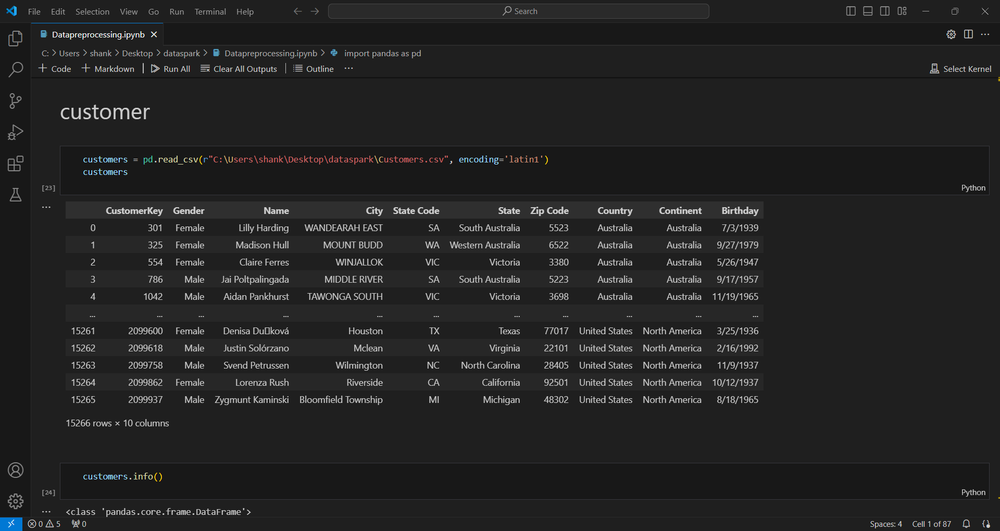 File Edit Selection View Go Run Terminal Help Search
Datapreprocessing.ipynb
C: > Users > shank > Desktop > dataspark > Datapreprocessing.ipynb > import pandas as pd
+ Code + Markdown | Run All Clear All Outputs | Outline ... Select Kernel
customer
customers = pd.read_csv(r"C:\Users\shank\Desktop\dataspark\Customers.csv", encoding='latin1')
customers
[23] Python
CustomerKey Gender Name City State Code State Zip Code Country Continent Birthday
0 301 Female Lilly Harding WANDEARAH EAST SA South Australia 5523 Australia Australia 7/3/1939
1 325 Female Madison Hull MOUNT BUDD WA Western Australia 6522 Australia Australia 9/27/1979
2 554 Female Claire Ferres WINJALLOK VIC Victoria 3380 Australia Australia 5/26/1947
3 786 Male Jai Poltpalingada MIDDLE RIVER SA South Australia 5223 Australia Australia 9/17/1957
4 1042 Male Aidan Pankhurst TAWONGA SOUTH VIC Victoria 3698 Australia Australia 11/19/1965
... ... ... ... ... ... ... ... ... ... ...
15261 2099600 Female Denisa Du▯ková Houston TX Texas 77017 United States North America 3/25/1936
15262 2099618 Male Justin Solórzano Mclean VA Virginia 22101 United States North America 2/16/1992
15263 2099758 Male Svend Petrussen Wilmington NC North Carolina 28405 United States North America 11/9/1937
15264 2099862 Female Lorenza Rush Riverside CA California 92501 United States North America 10/12/1937
15265 2099937 Male Zygmunt Kaminski Bloomfield Township MI Michigan 48302 United States North America 8/18/1965
15266 rows × 10 columns
customers.info()
[24] Python
<class 'pandas.core.frame.DataFrame'>
0 5 0 Spaces: 4 Cell 1 of 87